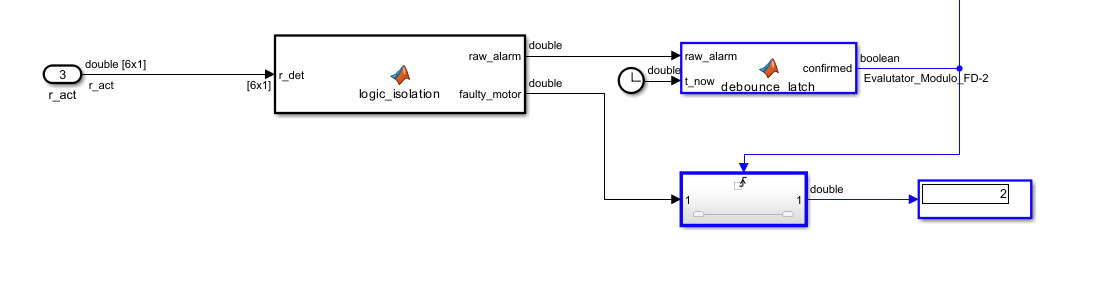 3
r_act
double [6x1]
r_act
[6x1]
r_det
raw_alarm
logic_isolation
faulty_motor
double
double
double
raw_alarm
t_now
confirmed
debounce_latch
boolean
Evalutator_Modulo_FD-2
1
1
double
2